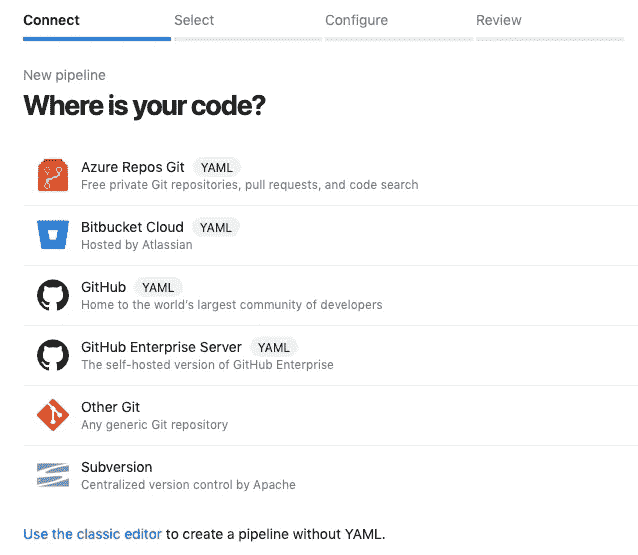 Connect Select Configure Review
New pipeline
Where is your code?
Azure Repos Git YAML
Free private Git repositories, pull requests, and code search
Bitbucket Cloud YAML
Hosted by Atlassian
GitHub YAML
Home to the world's largest community of developers
GitHub Enterprise Server YAML
The self-hosted version of GitHub Enterprise
Other Git
Any generic Git repository
Subversion
Centralized version control by Apache
Use the classic editor to create a pipeline without YAML.